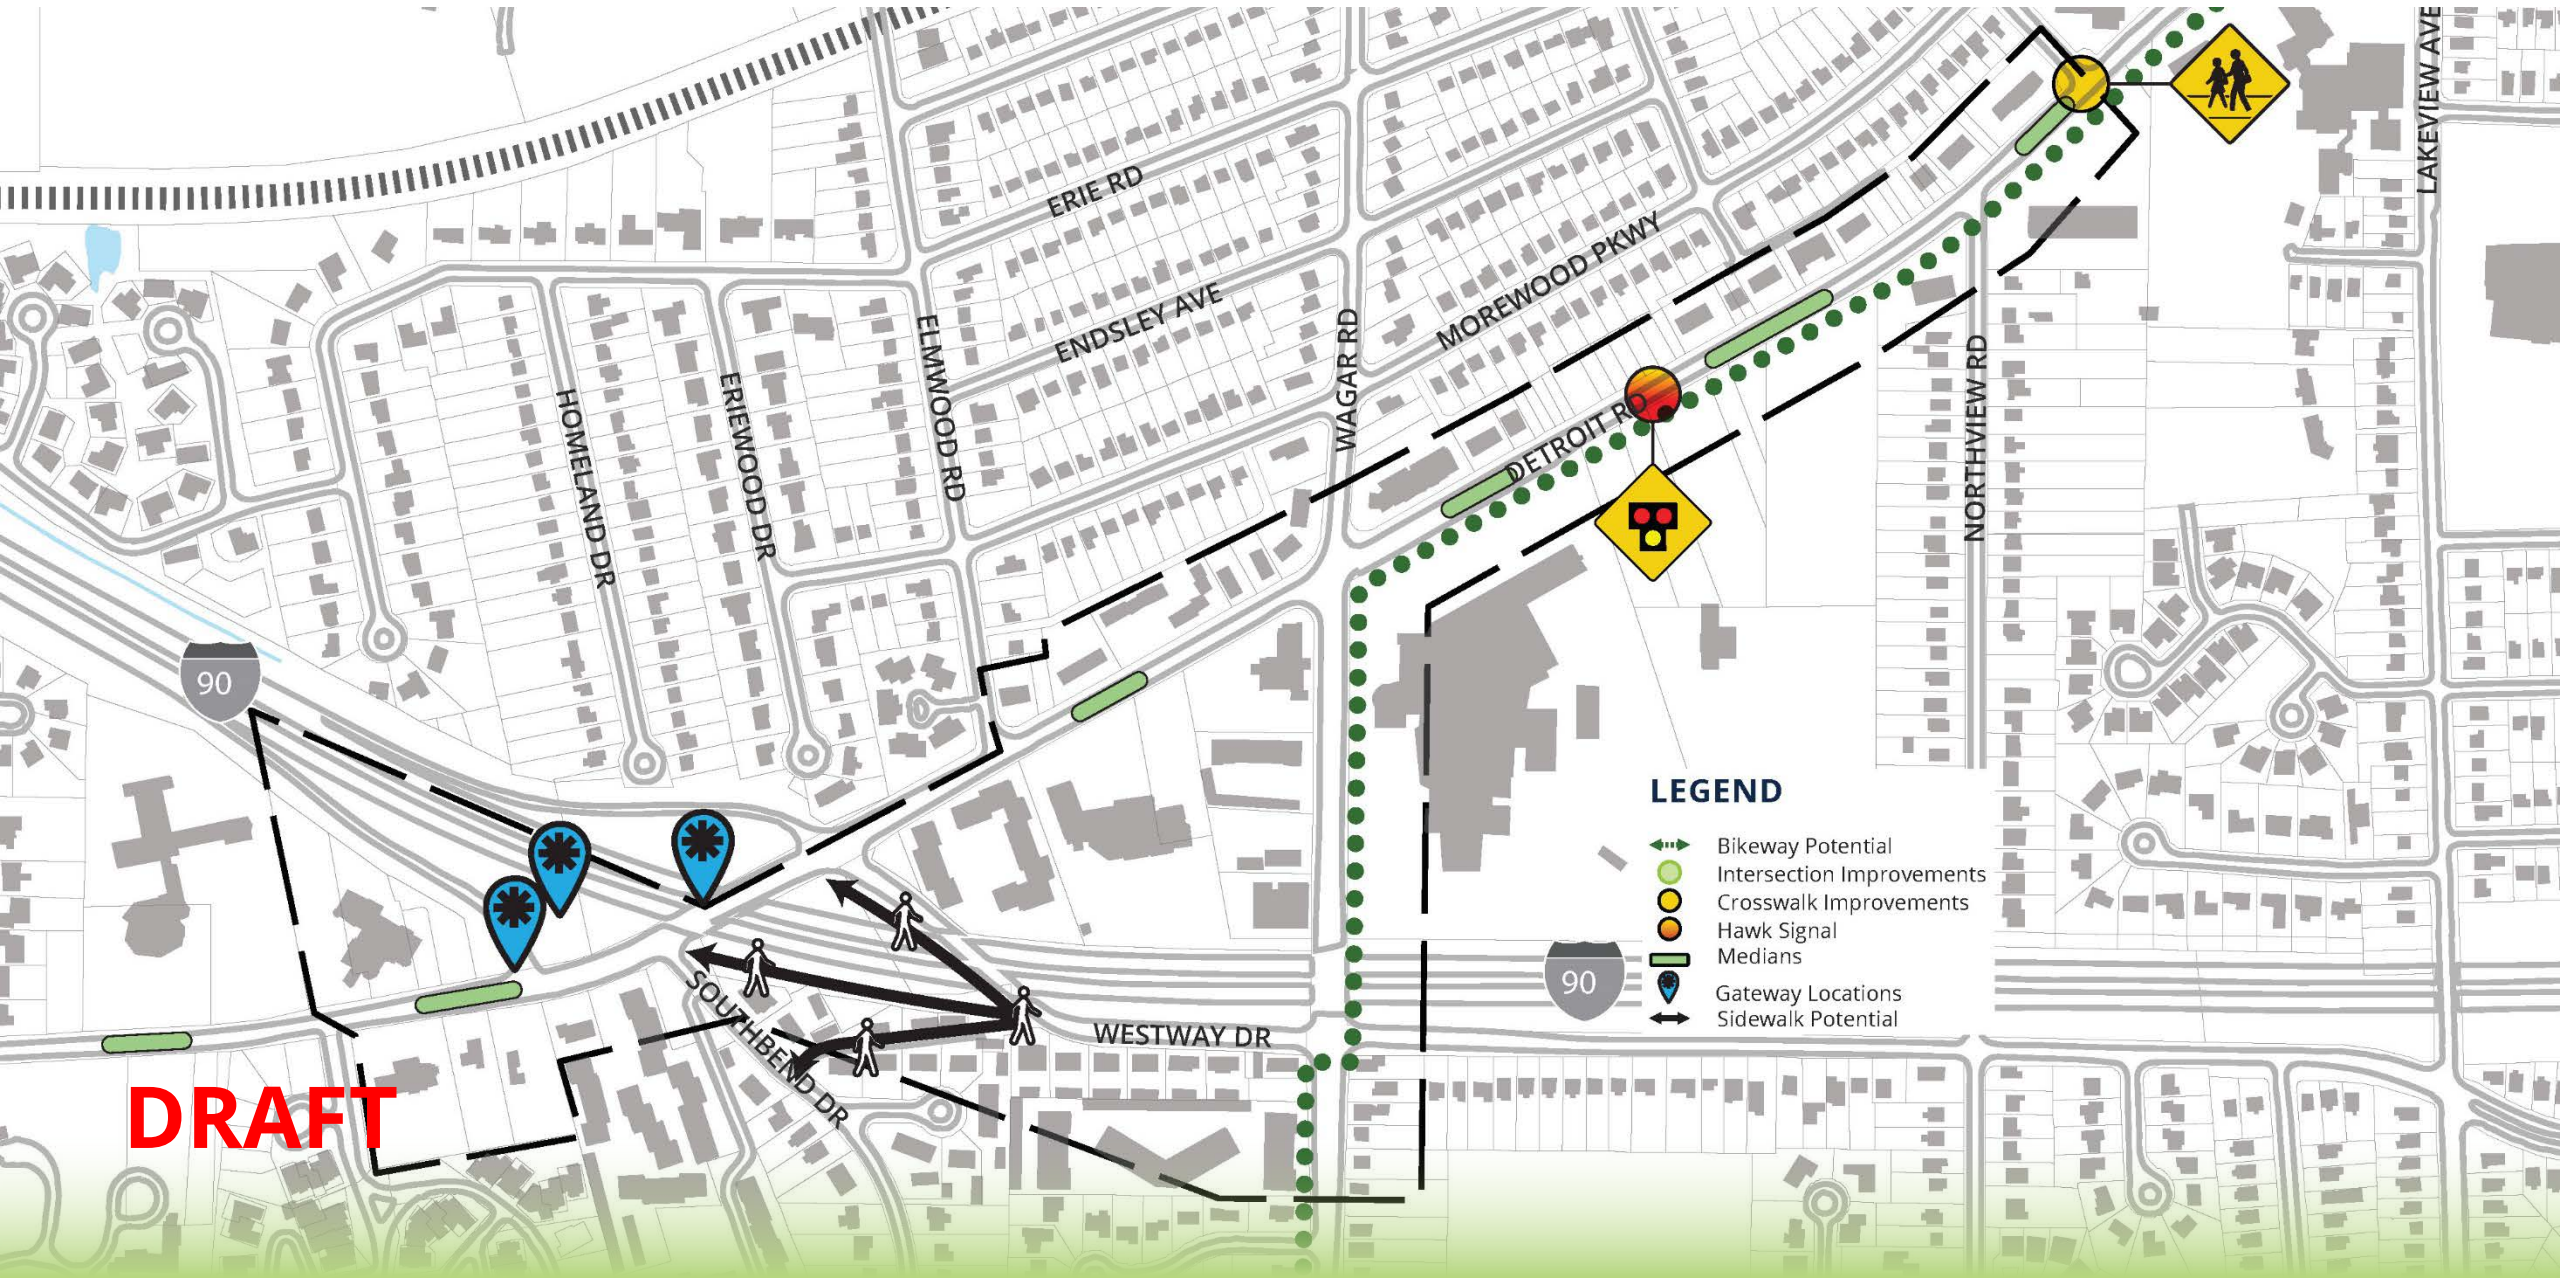 LAKEVIEW AVE
ERIE RD
MOREWOOD PKWY
ENDSLEY AVE
ELMWOOD RD
WAGAR RD
NORTHVIEW RD
ERIEWOOD DR
HOMELAND DR
DETROIT RD
90
LEGEND
Bikeway Potential
Intersection Improvements
Crosswalk Improvements
Hawk Signal
Medians
Gateway Locations
Sidewalk Potential
90
SOUTHBEND DR
WESTWAY DR
DRAFT